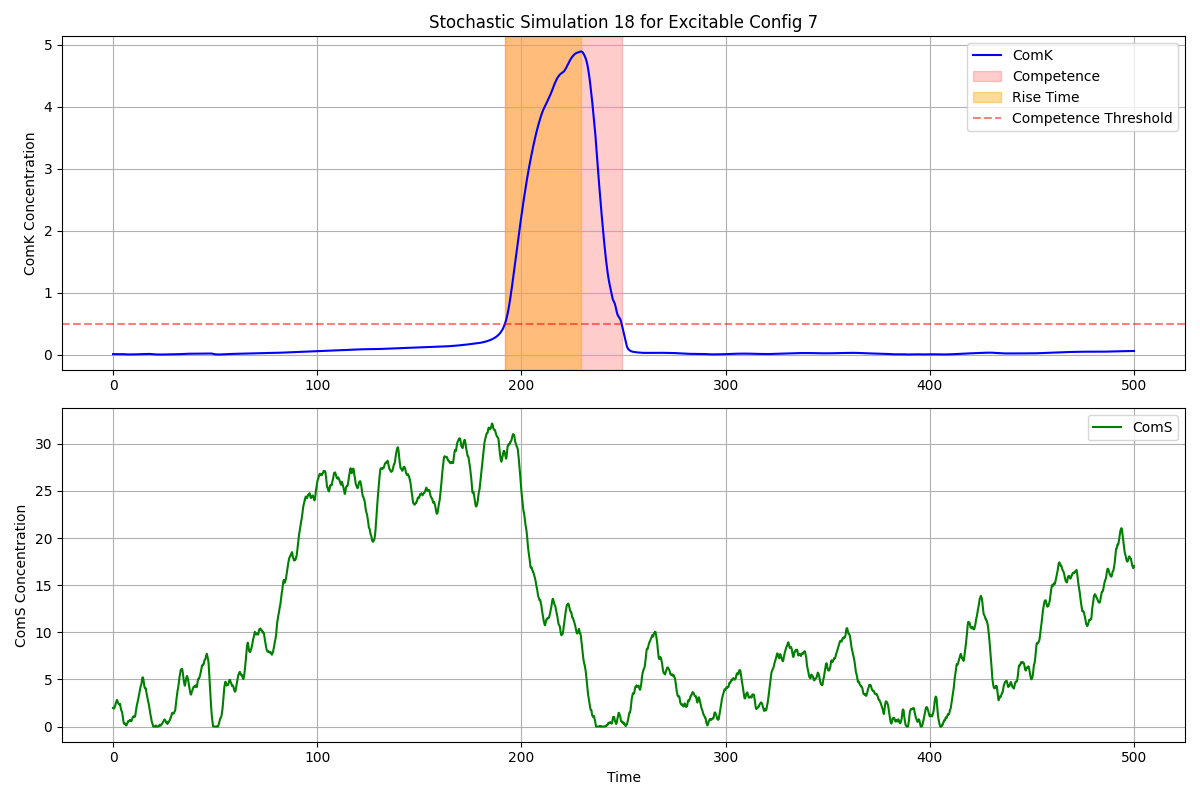 Stochastic Simulation 18 for Excitable Config 7
ComK Concentration
5
4
3
2
1
0
ComK
Competence
Rise Time
Competence Threshold
0 100 200 300 400 500
ComS Concentration
30
25
20
15
10
5
0
ComS
0 100 200 300 400 500
Time